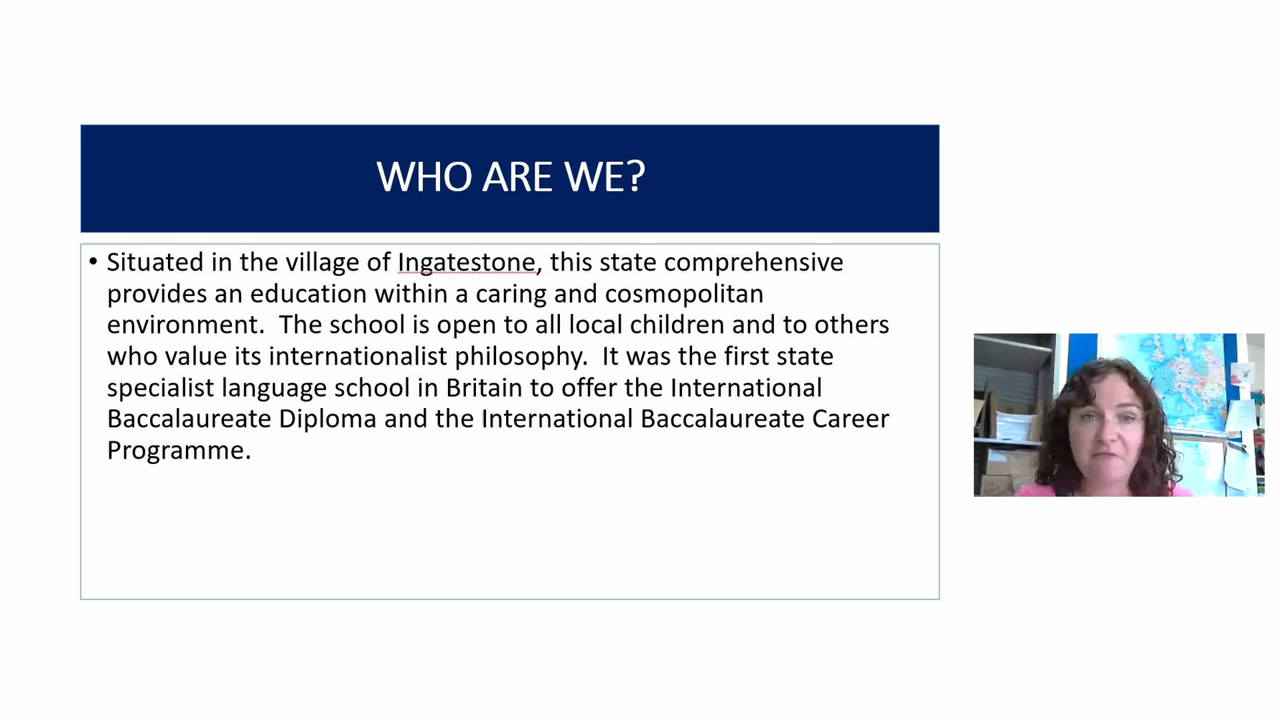 WHO ARE WE?
• Situated in the village of Ingatestone, this state comprehensive
provides an education within a caring and cosmopolitan
environment.  The school is open to all local children and to others
who value its internationalist philosophy.  It was the first state
specialist language school in Britain to offer the International
Baccalaureate Diploma and the International Baccalaureate Career
Programme.